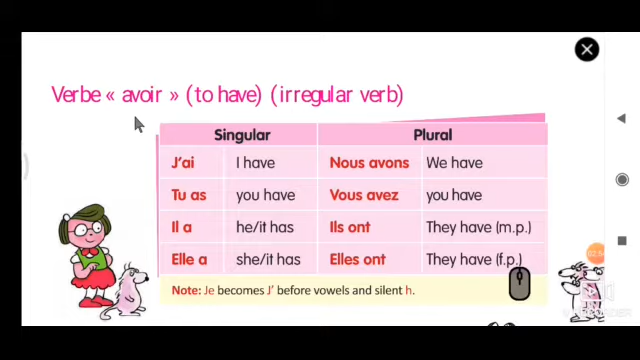 Verbe « avoir » (to have) (irregular verb)
Singular Plural
J'ai I have Nous avons We have
Tu as you have Vous avez you have
Il a he/it has Ils ont They have (m.p.)
Elle a she/it has Elles ont They have (f.p.)
Note: Je becomes J' before vowels and silent h.